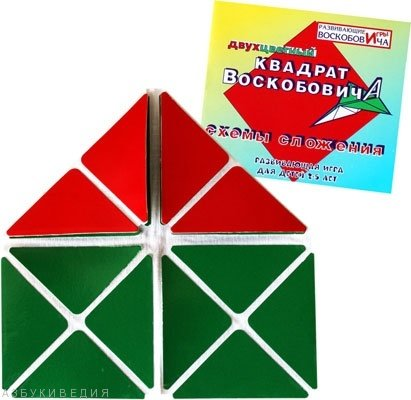 РАЗВИВАЮЩИЕ ИГРЫ
ВОСКОБОВИЧА
ДВУХЦВЕТНЫЙ
КВАДРАТ
ВОСКОБОВИЧА
СХЕМЫ СЛОЖЕНИЯ
РАЗВИВАЮЩАЯ ИГРА
ДЛЯ ДЕТЕЙ 2-5 ЛЕТ
АЗБУКИВЕДИЯ